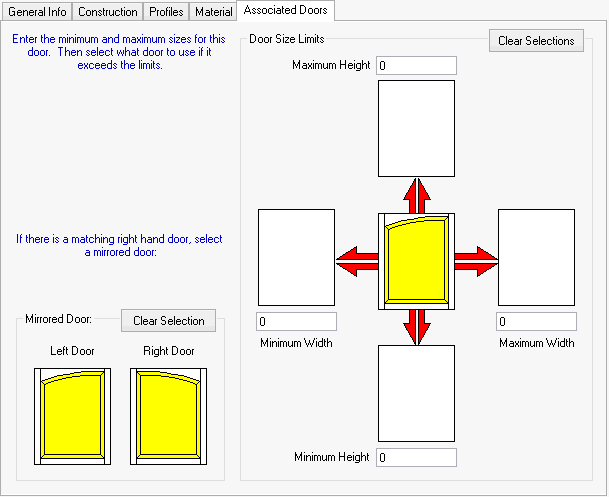 General Info
Construction
Profiles
Material
Associated Doors
Enter the minimum and maximum sizes for this
door. Then select what door to use if it
exceeds the limits.
Door Size Limits
Clear Selections
Maximum Height
0
If there is a matching right hand door, select
a mirrored door:
0
Minimum Width
0
Maximum Width
Mirrored Door:
Clear Selection
Left Door
Right Door
Minimum Height
0